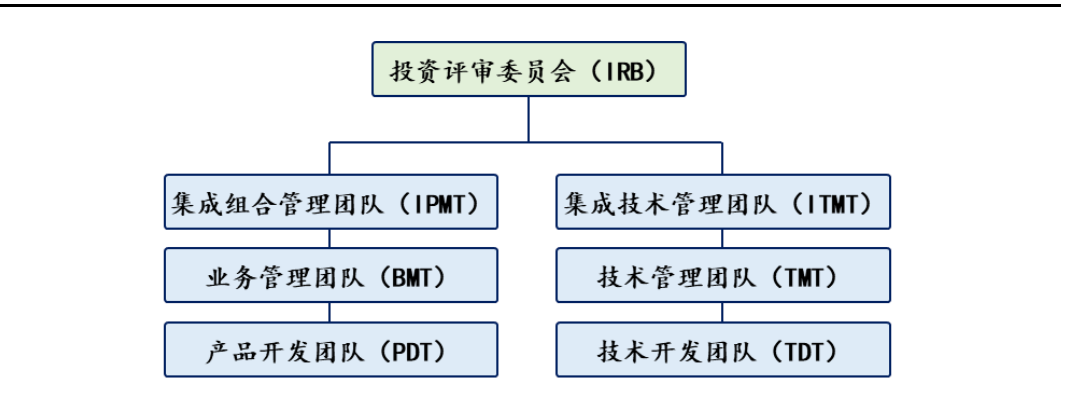 投资评审委员会（IRB）
集成组合管理团队（IPMT）
集成技术管理团队（ITMT）
业务管理团队（BMT）
技术管理团队（TMT）
产品开发团队（PDT）
技术开发团队（TDT）